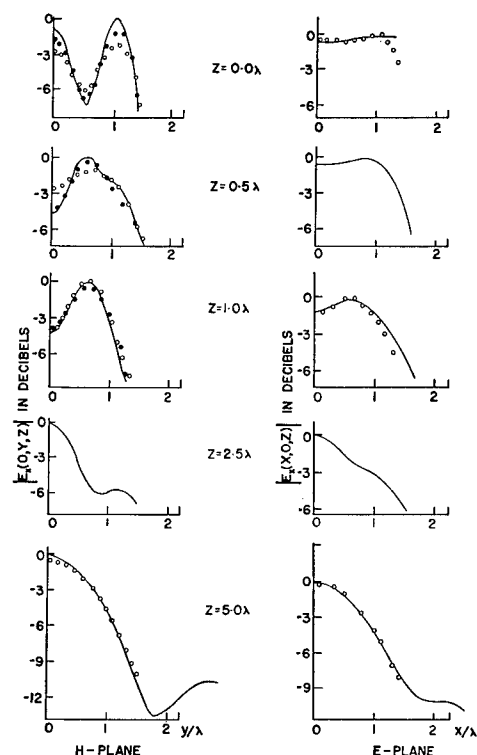 0
-3
-6
0 1 2
Z=0·0λ
0
-3
-6
0 1 2
0
-3
-6
0 1 2
Z=0·5λ
0
-3
-6
0 1 2
0
-3
-6
0 1 2
Z=1·0λ
0
-3
-6
0 1 2
|Ex(0,Y,Z)| IN DECIBELS
|Ex(X,0,Z)| IN DECIBELS
0
-3
-6
0 1 2
Z=2·5λ
0
-3
-6
0 1 2
0
-3
-6
-9
-12
0 1 2 y/λ
H-PLANE
Z=5·0λ
0
-3
-6
-9
0 1 2 x/λ
E-PLANE